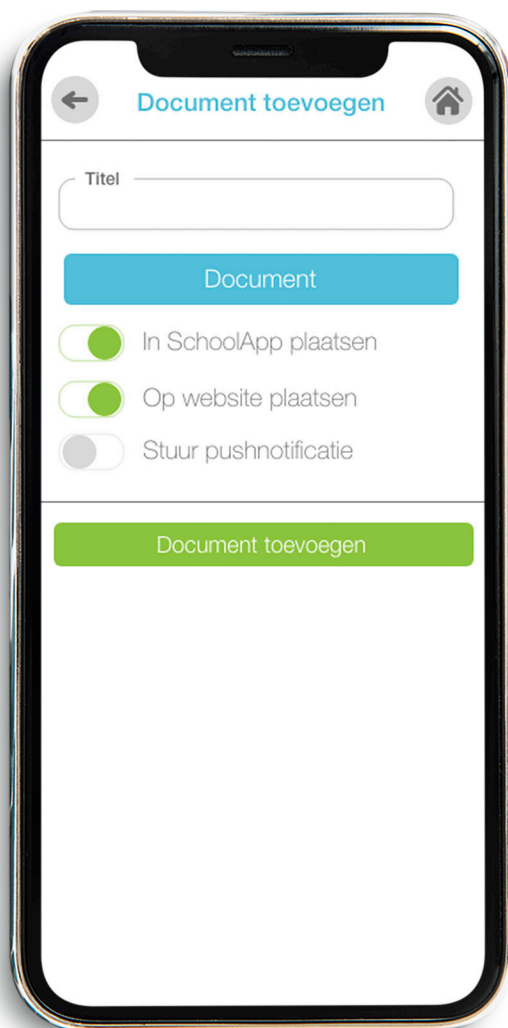 Document toevoegen
Titel
Document
In SchoolApp plaatsen
Op website plaatsen
Stuur pushnotificatie
Document toevoegen